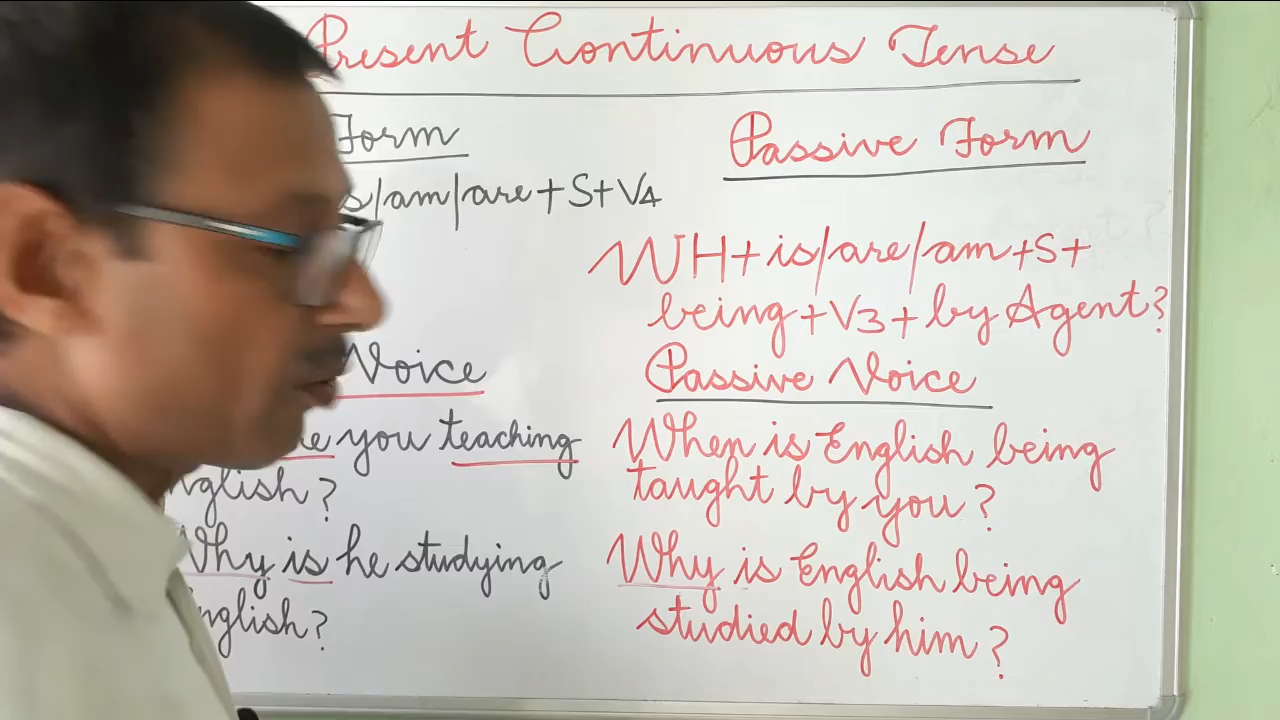 Present Continuous Tense
Form
Passive Form
s/am/are+S+V4
WH+is/are/am+S+
being+V3+by Agent?
Voice
Passive Voice
re you teaching
nglish?
When is English being
taught by you?
Why is he studying
nglish?
Why is English being
studied by him?